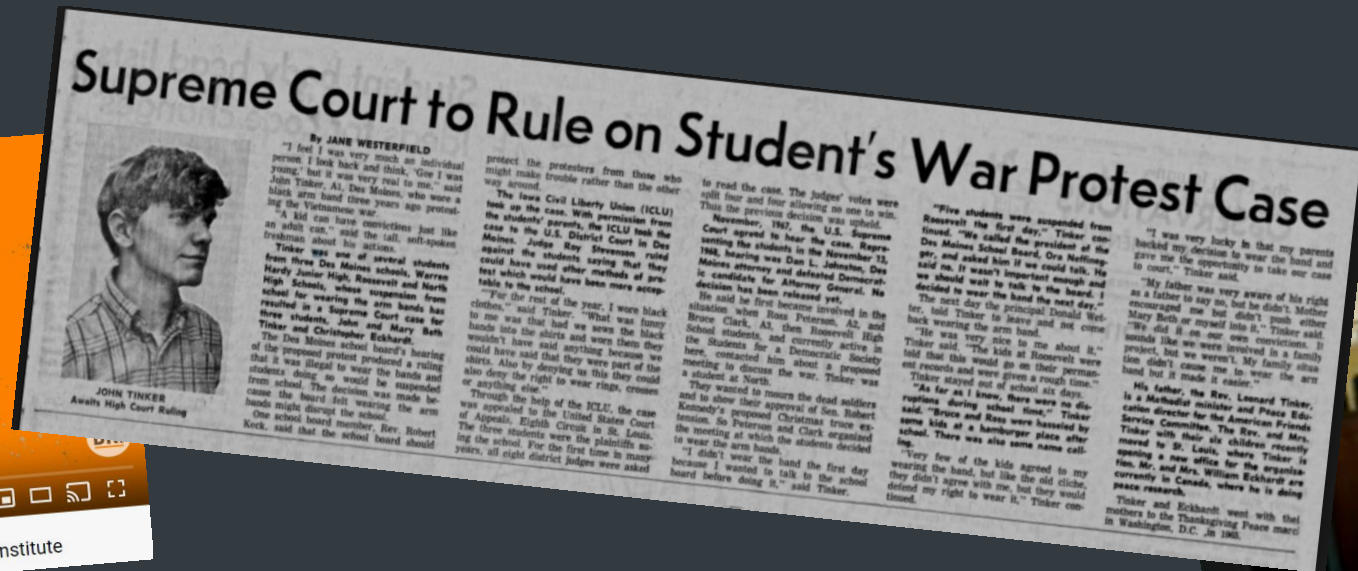 Supreme Court to Rule on Student's War Protest Case
JOHN TINKER
Awaits High Court Ruling
By JANE WESTERFIELD
"I feel I was very much an individual
person. I look back and think, 'Gee I was
young,' but it was very real to me," said
John Tinker, A1, Des Moines, who wore a
black arm band three years ago protest-
ing the Vietnamese war.
"A kid can have convictions just like
an adult can," said the tall, soft-spoken
freshman about his actions.
Tinker was one of several students
from three Des Moines schools, Warren
Hardy Junior High, Roosevelt and North
High Schools, whose suspension from
school for wearing the arm bands has
resulted in a Supreme Court case for
three students, John and Mary Beth
Tinker and Christopher Eckhardt.
The Des Moines school board's hearing
of the proposed protest produced a ruling
that it was illegal to wear the bands and
students doing so would be suspended
from school. The decision was made be-
cause the board felt wearing the arm
bands might disrupt the school.
One school board member, Rev. Robert
Keck, said that the school board should
protect the protesters from those who
might make trouble rather than the other
way around.
The Iowa Civil Liberty Union (ICLU)
took up the case. With permission from
the students' parents, the ICLU took the
case to the U.S. District Court in Des
Moines. Judge Roy Stevenson ruled
against the students saying that they
could have used other methods of pro-
test which would have been more accep-
table to the school.
"For the rest of the year, I wore black
clothes," said Tinker. "What was funny
to me was that had we sewn the black
bands into the shirts and worn them they
wouldn't have said anything because we
could have said that they were part of the
shirts. Also by denying us this they could
also deny the right to wear rings, crosses
or anything else."
Through the help of the ICLU, the case
was appealed to the United States Court
of Appeals, Eighth Circuit in St. Louis.
The three students were the plaintiffs su-
ing the school. For the first time in many
years, all eight district judges were asked
to read the case. The judges' votes were
split four and four allowing no one to win.
Thus the previous decision was upheld.
November, 1967, the U.S. Supreme
Court agreed to hear the case. Repre-
senting the students in the November 12,
1968, hearing was Dan L. Johnston, Des
Moines attorney and defeated Democrat-
ic candidate for Attorney General. No
decision has been released yet.
He said he first became involved in the
situation when Ross Peterson, A2, and
Bruce Clark, A3, then Roosevelt High
School students, and currently active in
the Students for a Democratic Society
here, contacted him about a proposed
meeting to discuss the war. Tinker was
a student at North.
They wanted to mourn the dead soldiers
and to show their approval of Sen. Robert
Kennedy's proposed Christmas truce ex-
tension. So Peterson and Clark organized
the meeting at which the students decided
to wear the arm bands.
"I didn't wear the band the first day
because I wanted to talk to the school
board before doing it," said Tinker.
"Five students were suspended from
Roosevelt the first day," Tinker con-
tinued. "We called the president of the
Des Moines School Board, Ora Neffing-
ger, and asked him if we could talk. He
said no. It wasn't important enough and
we should wait to talk to the board. I
decided to wear the band the next day."
The next day the principal Donald Wet-
ter, told Tinker to leave and not come
back wearing the arm band.
"He was very nice to me about it,"
Tinker said. "The kids at Roosevelt were
told that this would go on their perman-
ent records and were given a rough time."
Tinker stayed out of school six days.
"As far as I know, there were no dis-
ruptions during school time," Tinker
said. "Bruce and Ross were hassled by
some kids at a hamburger place after
school. There was also some name call-
ing.
"Very few of the kids agreed to my
wearing the band, but like the old cliche,
they didn't agree with me, but they would
defend my right to wear it," Tinker con-
tinued.
"I was very lucky in that my parents
backed my decision to wear the band and
gave me the opportunity to take our case
to court," Tinker said.
"My father was very aware of his right
as a father to say no, but he didn't. Mother
encouraged me but didn't push either
Mary Beth or myself into it," Tinker said.
"We did it on our own convictions. It
sounds like we were involved in a family
project, but we weren't. My family situa-
tion didn't cause me to wear the arm
band but it made it easier."
His father, the Rev. Leonard Tinker,
is a Methodist minister and Peace Edu-
cation director for the American Friends
Service Committee. The Rev. and Mrs.
Tinker with their six children recently
moved to St. Louis, where Tinker is
opening a new office for the organiza-
tion. Mr. and Mrs. William Eckhardt are
currently in Canada, where he is doing
peace research.
Tinker and Eckhardt went with their
mothers to the Thanksgiving Peace march
in Washington, D.C. ,in 1965.
nstitute